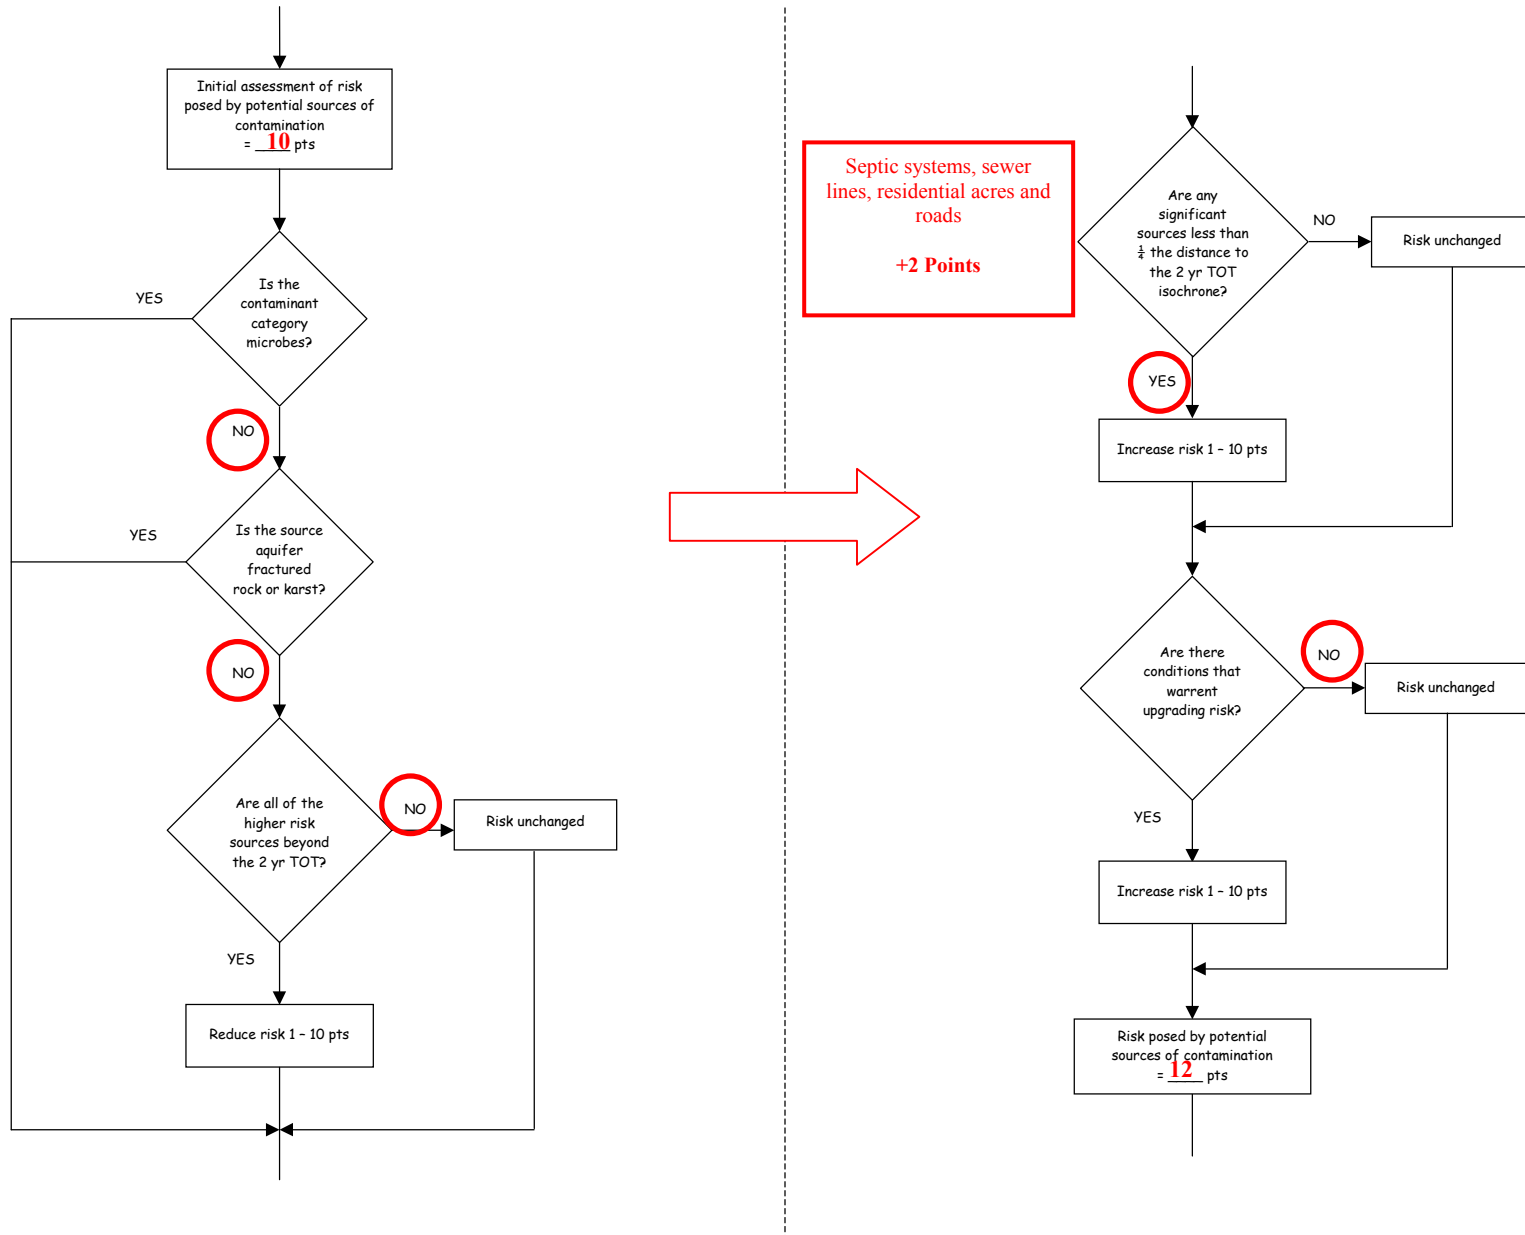 Initial assessment of risk
posed by potential sources of
contamination
= 10 pts
Is the
contaminant
category
microbes?
YES
NO
Is the source
aquifer
fractured
rock or karst?
YES
NO
Are all of the
higher risk
sources beyond
the 2 yr TOT?
NO
Risk unchanged
YES
Reduce risk 1 – 10 pts
Septic systems, sewer
lines, residential acres and
roads
+2 Points
Are any
significant
sources less than
¼ the distance to
the 2 yr TOT
isochrone?
NO
Risk unchanged
YES
Increase risk 1 – 10 pts
Are there
conditions that
warrent
upgrading risk?
NO
Risk unchanged
YES
Increase risk 1 – 10 pts
Risk posed by potential
sources of contamination
= 12 pts